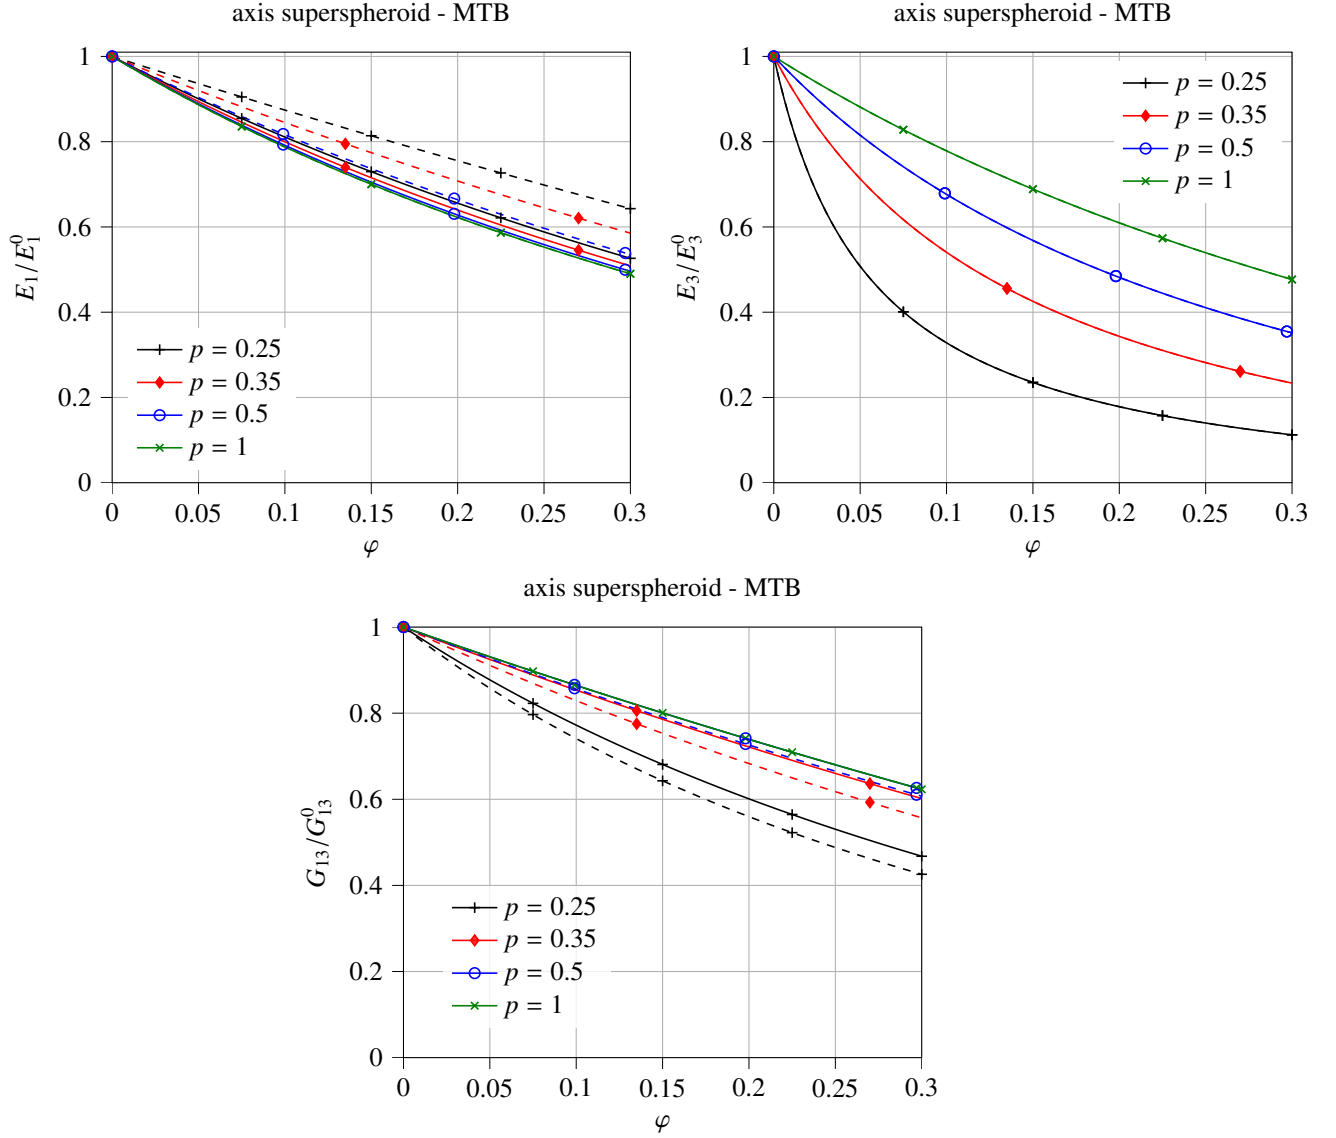 axis superspheroid - MTB
E₁/E₁⁰
1
0.8
0.6
0.4
0.2
0
p = 0.25
p = 0.35
p = 0.5
p = 1
0 0.05 0.1 0.15 0.2 0.25 0.3
φ
axis superspheroid - MTB
E₃/E₃⁰
1
0.8
0.6
0.4
0.2
0
p = 0.25
p = 0.35
p = 0.5
p = 1
0 0.05 0.1 0.15 0.2 0.25 0.3
φ
axis superspheroid - MTB
G₁₃/G₁₃⁰
1
0.8
0.6
0.4
0.2
0
p = 0.25
p = 0.35
p = 0.5
p = 1
0 0.05 0.1 0.15 0.2 0.25 0.3
φ